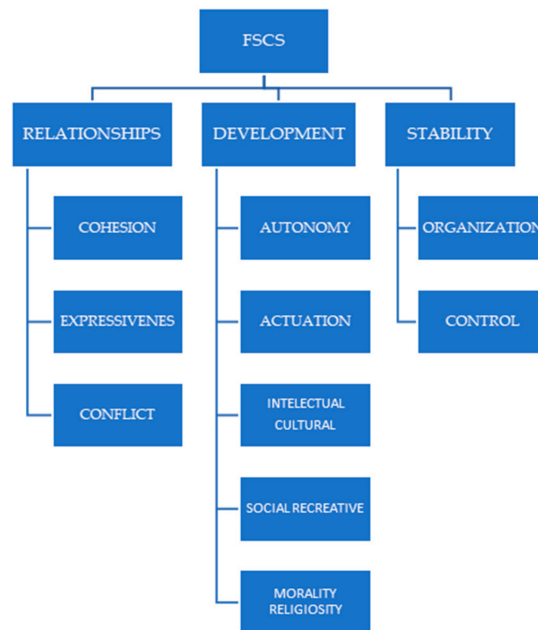 FSCS
RELATIONSHIPS
DEVELOPMENT
STABILITY
COHESION
AUTONOMY
ORGANIZATION
EXPRESSIVENES
ACTUATION
CONTROL
CONFLICT
INTELECTUAL
CULTURAL
SOCIAL RECREATIVE
MORALITY
RELIGIOSITY